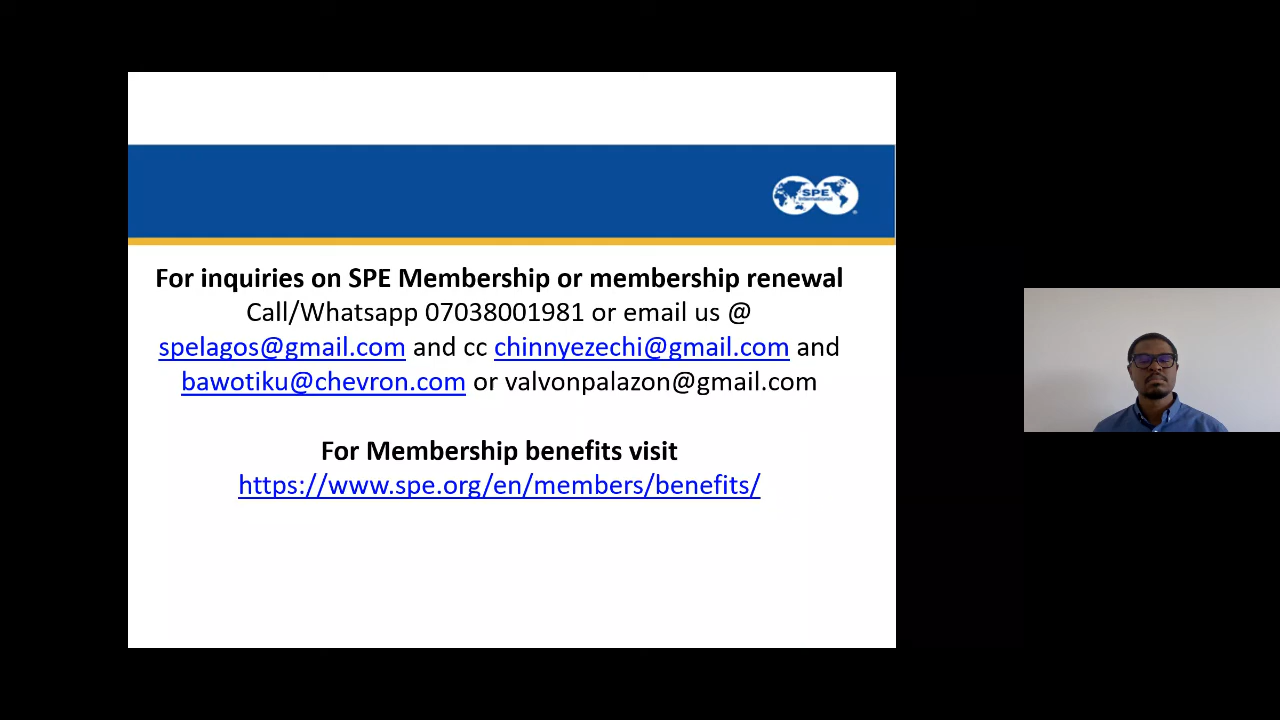 SPE
International
For inquiries on SPE Membership or membership renewal
Call/Whatsapp 07038001981 or email us @
spelagos@gmail.com and cc chinnyezechi@gmail.com and
bawotiku@chevron.com or valvonpalazon@gmail.com
For Membership benefits visit
https://www.spe.org/en/members/benefits/